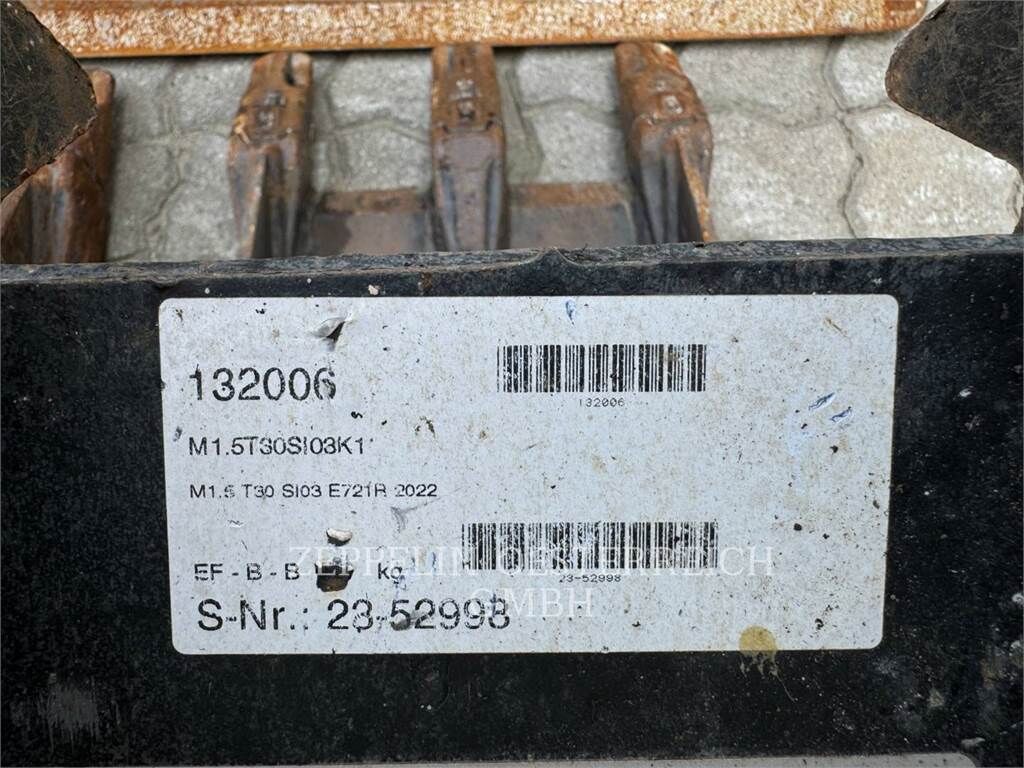 132006
132006
M1.5T30SI03K1
M1.5 T30 SI03 E721R 2022
EF - B - B kg
23-52998
ZEPPELIN OESTERREICH
GMBH
S-Nr.: 23-52998